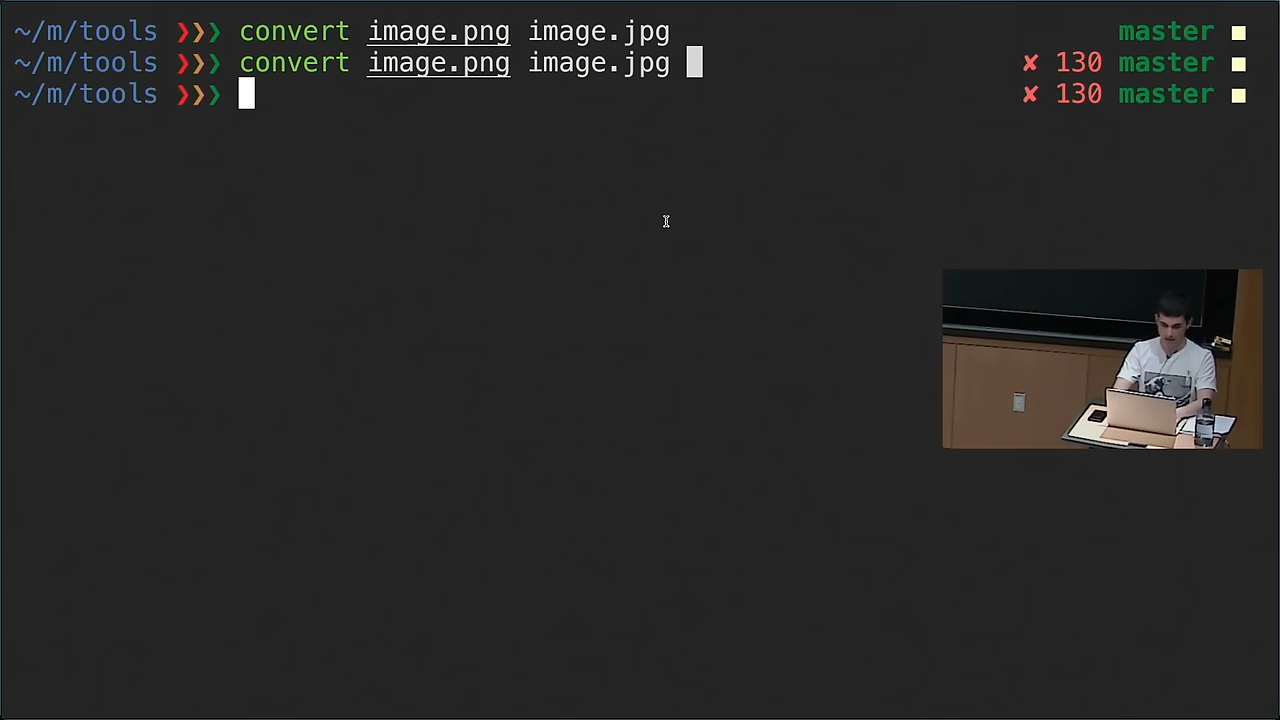 ~/m/tools ❯❯❯ convert image.png image.jpg master ■
~/m/tools ❯❯❯ convert image.png image.jpg ✘ 130 master ■
~/m/tools ❯❯❯ ✘ 130 master ■